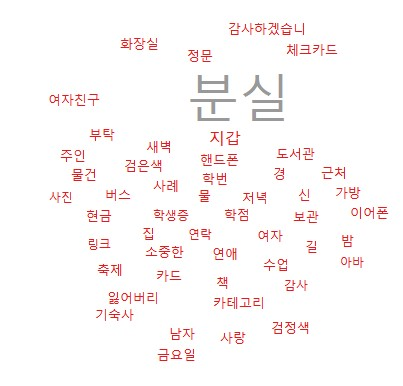 감사하겠습니
화장실
정문
체크카드
분실
여자친구
부탁
지갑
새벽
주인
핸드폰
도서관
검은색
물건
학번
경
근처
사례
사진
버스
물
저녁
신
가방
현금
학생증
학점
보관
이어폰
집
연락
여자
밤
링크
소중한
연애
길
축제
카드
수업
아바
책
감사
잃어버리
카테고리
기숙사
남자
사랑
검정색
금요일